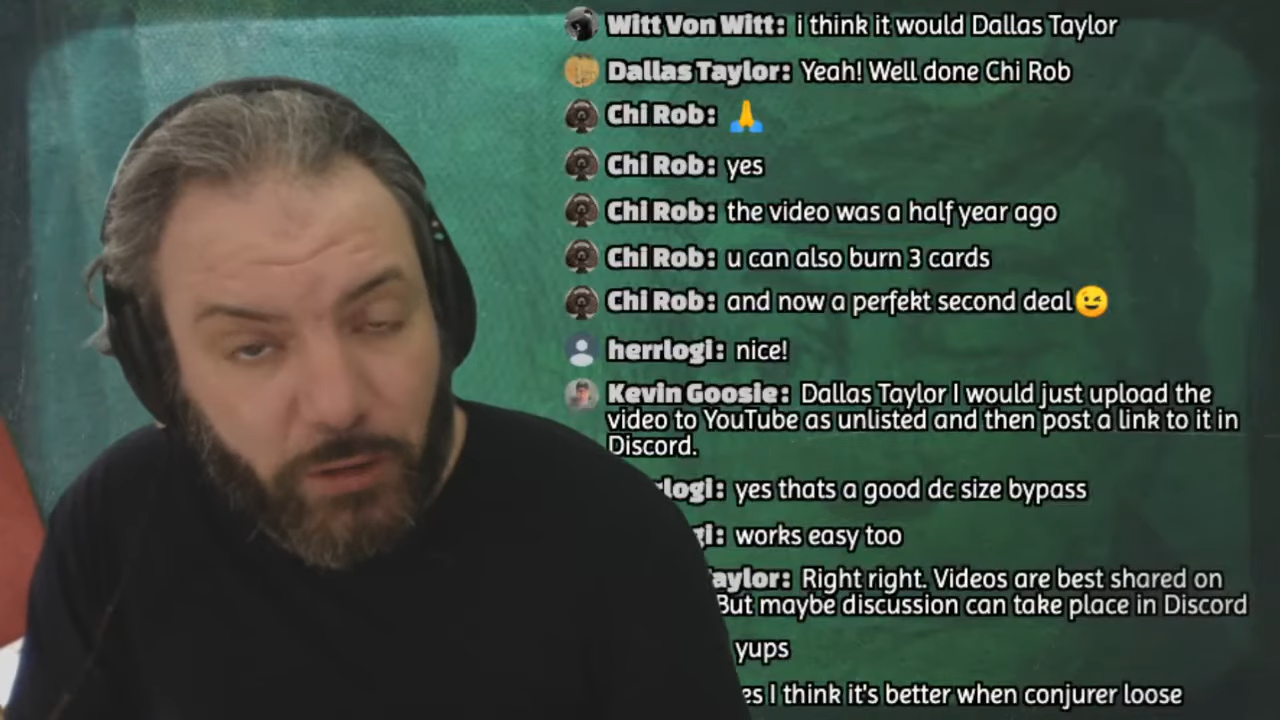 Witt Von Witt: i think it would Dallas Taylor
Dallas Taylor: Yeah! Well done Chi Rob
Chi Rob: 🙏
Chi Rob: yes
Chi Rob: the video was a half year ago
Chi Rob: u can also burn 3 cards
Chi Rob: and now a perfekt second deal😉
herrlogi: nice!
Kevin Goosie: Dallas Taylor I would just upload the
video to YouTube as unlisted and then post a link to it in
Discord.
logi: yes thats a good dc size bypass
gi: works easy too
aylor: Right right. Videos are best shared on
But maybe discussion can take place in Discord
yups
es I think it's better when conjurer loose